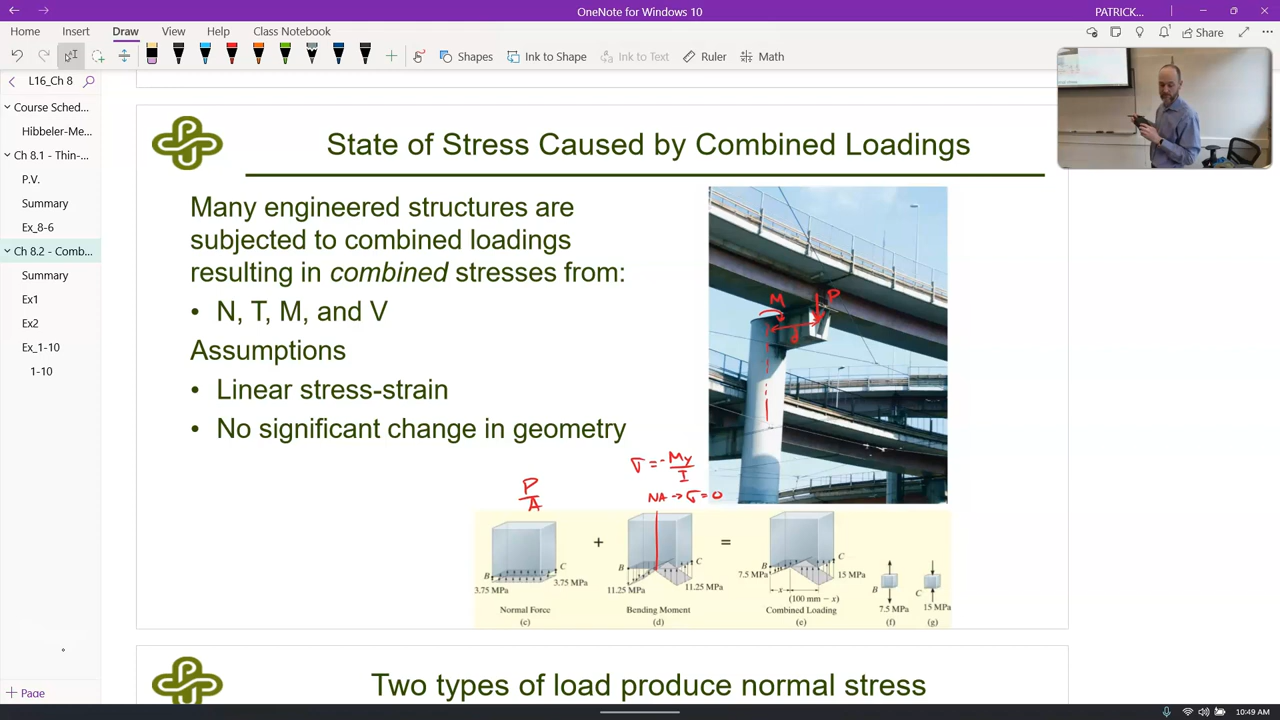 OneNote for Windows 10
PATRICK...
Home
Insert
Draw
View
Help
Class Notebook
Share
Shapes
Ink to Shape
Ink to Text
Ruler
Math
L16_Ch 8
Course Sched...
Hibbeler-Me...
Ch 8.1 - Thin-...
P.V.
Summary
Ex_8-6
Ch 8.2 - Comb...
Summary
Ex1
Ex2
Ex_1-10
1-10
Page
State of Stress Caused by Combined Loadings
Many engineered structures are
subjected to combined loadings
resulting in combined stresses from:
• N, T, M, and V
Assumptions
• Linear stress-strain
• No significant change in geometry
M
P
d
σ = -My/I
NA → σ = 0
P/A
+
=
B
C
3.75 MPa
3.75 MPa
Normal Force
(c)
B
C
11.25 MPa
11.25 MPa
Bending Moment
(d)
B
C
7.5 MPa
15 MPa
x
(100 mm − x)
Combined Loading
(e)
B
7.5 MPa
(f)
C
15 MPa
(g)
Two types of load produce normal stress
10:49 AM